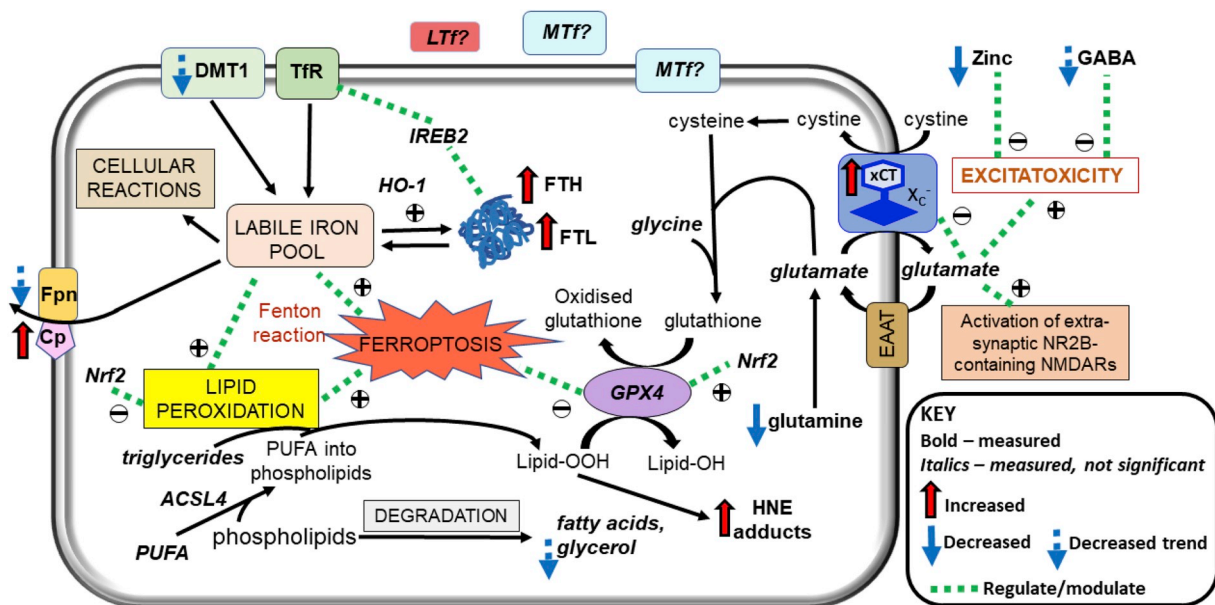 LTf?
MTf?
MTf?
DMT1
TfR
Zinc
GABA
IREB2
cysteine
cystine
cystine
CELLULAR
REACTIONS
HO-1
+
FTH
FTL
xCT
Xc-
−
−
EXCITATOXICITY
LABILE IRON
POOL
glycine
−
+
glutamate
glutamate
Fpn
Cp
Fenton
reaction
+
Oxidised
glutathione
glutathione
EAAT
+
Activation of extra-
synaptic NR2B-
containing NMDARs
FERROPTOSIS
+
Nrf2
−
LIPID
PEROXIDATION
+
GPX4
Nrf2
+
−
glutamine
triglycerides
PUFA into
phospholipids
Lipid-OOH
Lipid-OH
ACSL4
PUFA
phospholipids
DEGRADATION
fatty acids,
glycerol
HNE
adducts
KEY
Bold – measured
Italics – measured, not significant
Increased
Decreased
Decreased trend
Regulate/modulate